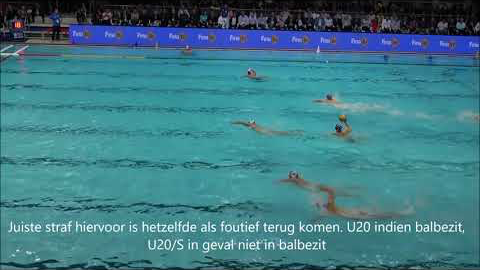 Juiste straf hiervoor is hetzelfde als foutief terug komen. U20 indien balbezit,
U20/S in geval niet in balbezit